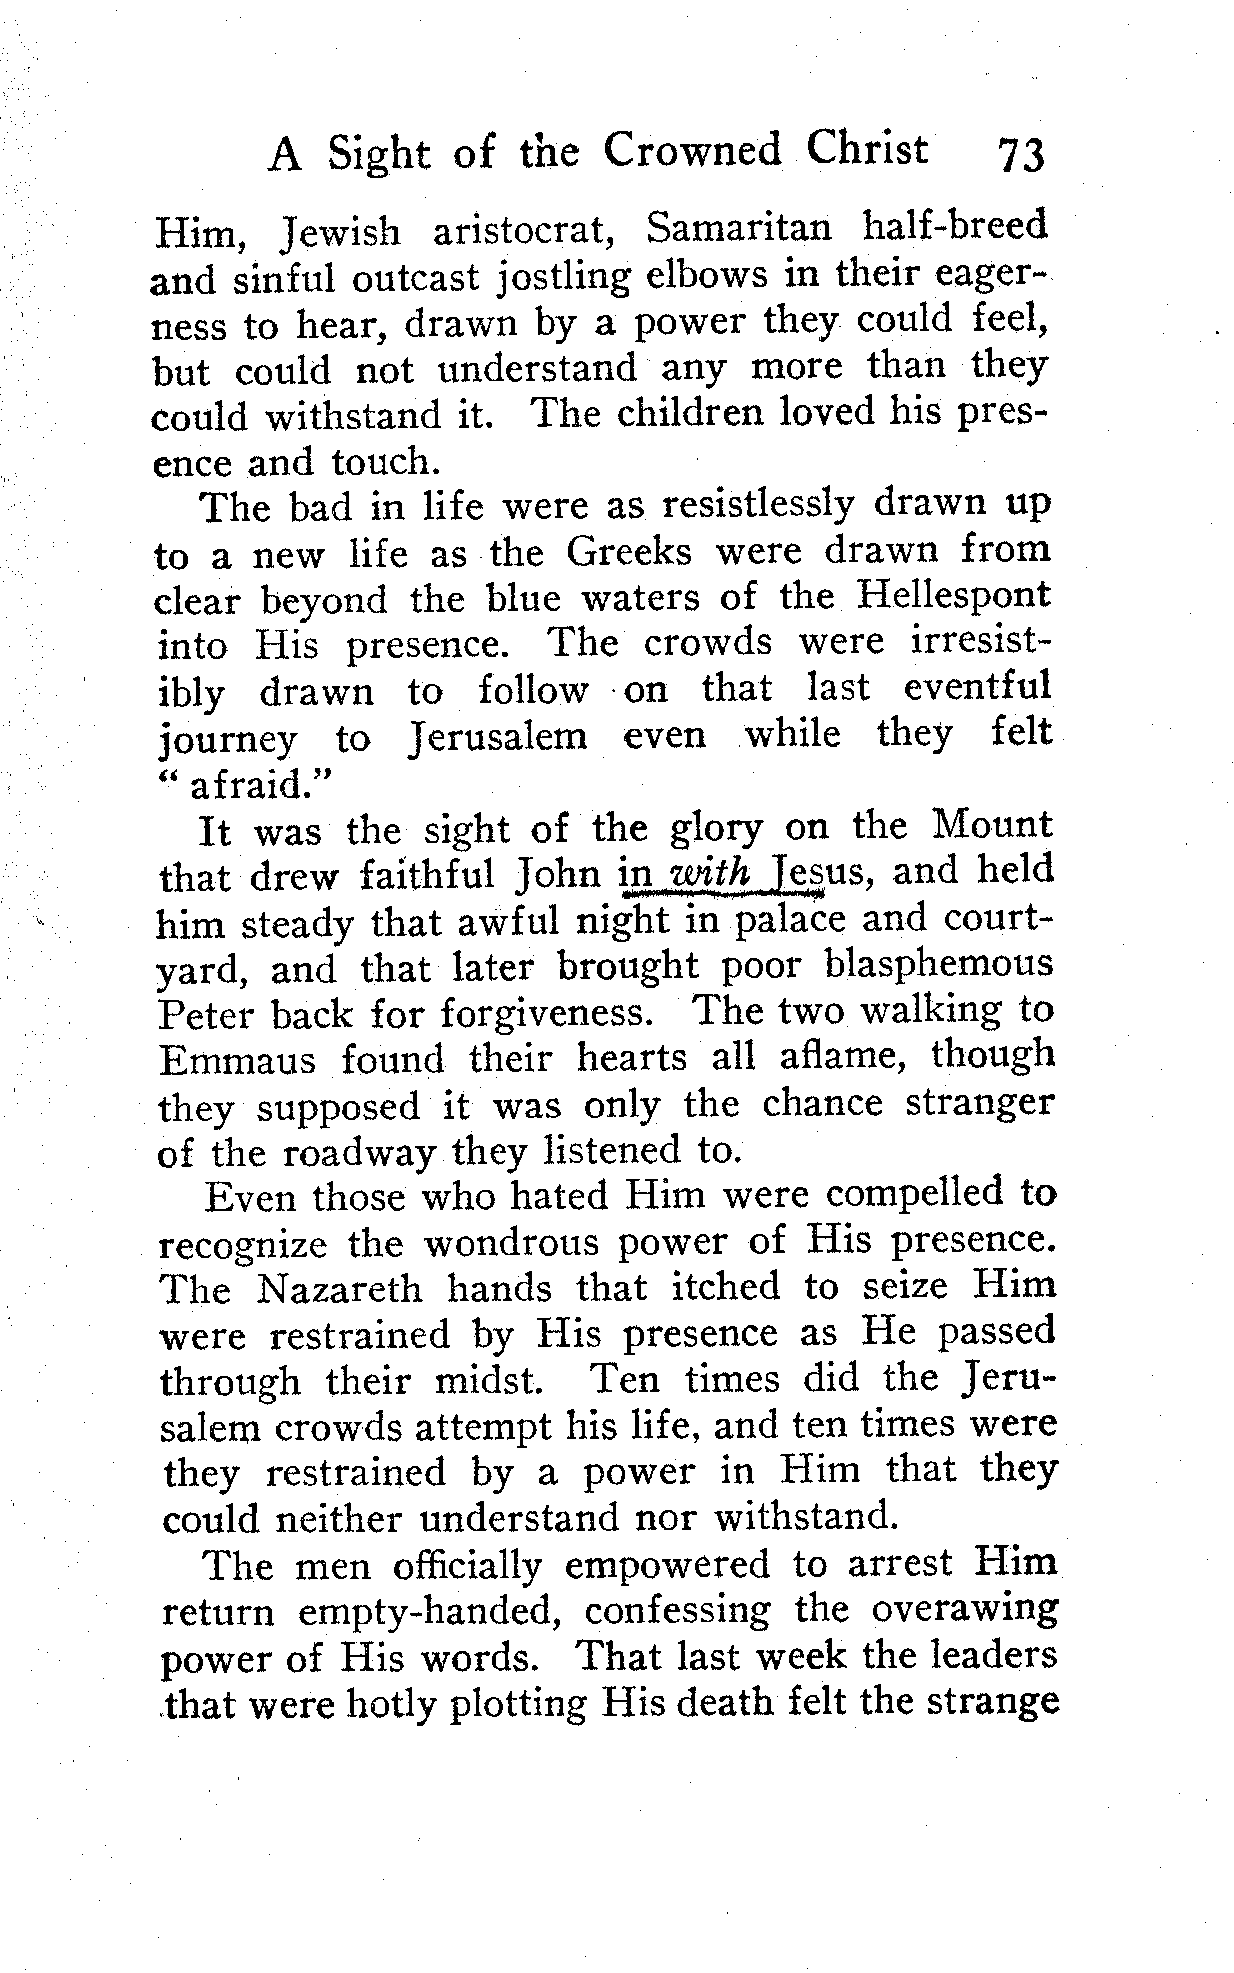 A Sight of the Crowned Christ 73
Him, Jewish aristocrat, Samaritan half-breed
and sinful outcast jostling elbows in their eager-
ness to hear, drawn by a power they could feel,
but could not understand any more than they
could withstand it. The children loved his pres-
ence and touch.
The bad in life were as resistlessly drawn up
to a new life as the Greeks were drawn from
clear beyond the blue waters of the Hellespont
into His presence. The crowds were irresist-
ibly drawn to follow on that last eventful
journey to Jerusalem even while they felt
“ afraid.”
It was the sight of the glory on the Mount
that drew faithful John in with Jesus, and held
him steady that awful night in palace and court-
yard, and that later brought poor blasphemous
Peter back for forgiveness. The two walking to
Emmaus found their hearts all aflame, though
they supposed it was only the chance stranger
of the roadway they listened to.
Even those who hated Him were compelled to
recognize the wondrous power of His presence.
The Nazareth hands that itched to seize Him
were restrained by His presence as He passed
through their midst. Ten times did the Jeru-
salem crowds attempt his life, and ten times were
they restrained by a power in Him that they
could neither understand nor withstand.
The men officially empowered to arrest Him
return empty-handed, confessing the overawing
power of His words. That last week the leaders
that were hotly plotting His death felt the strange